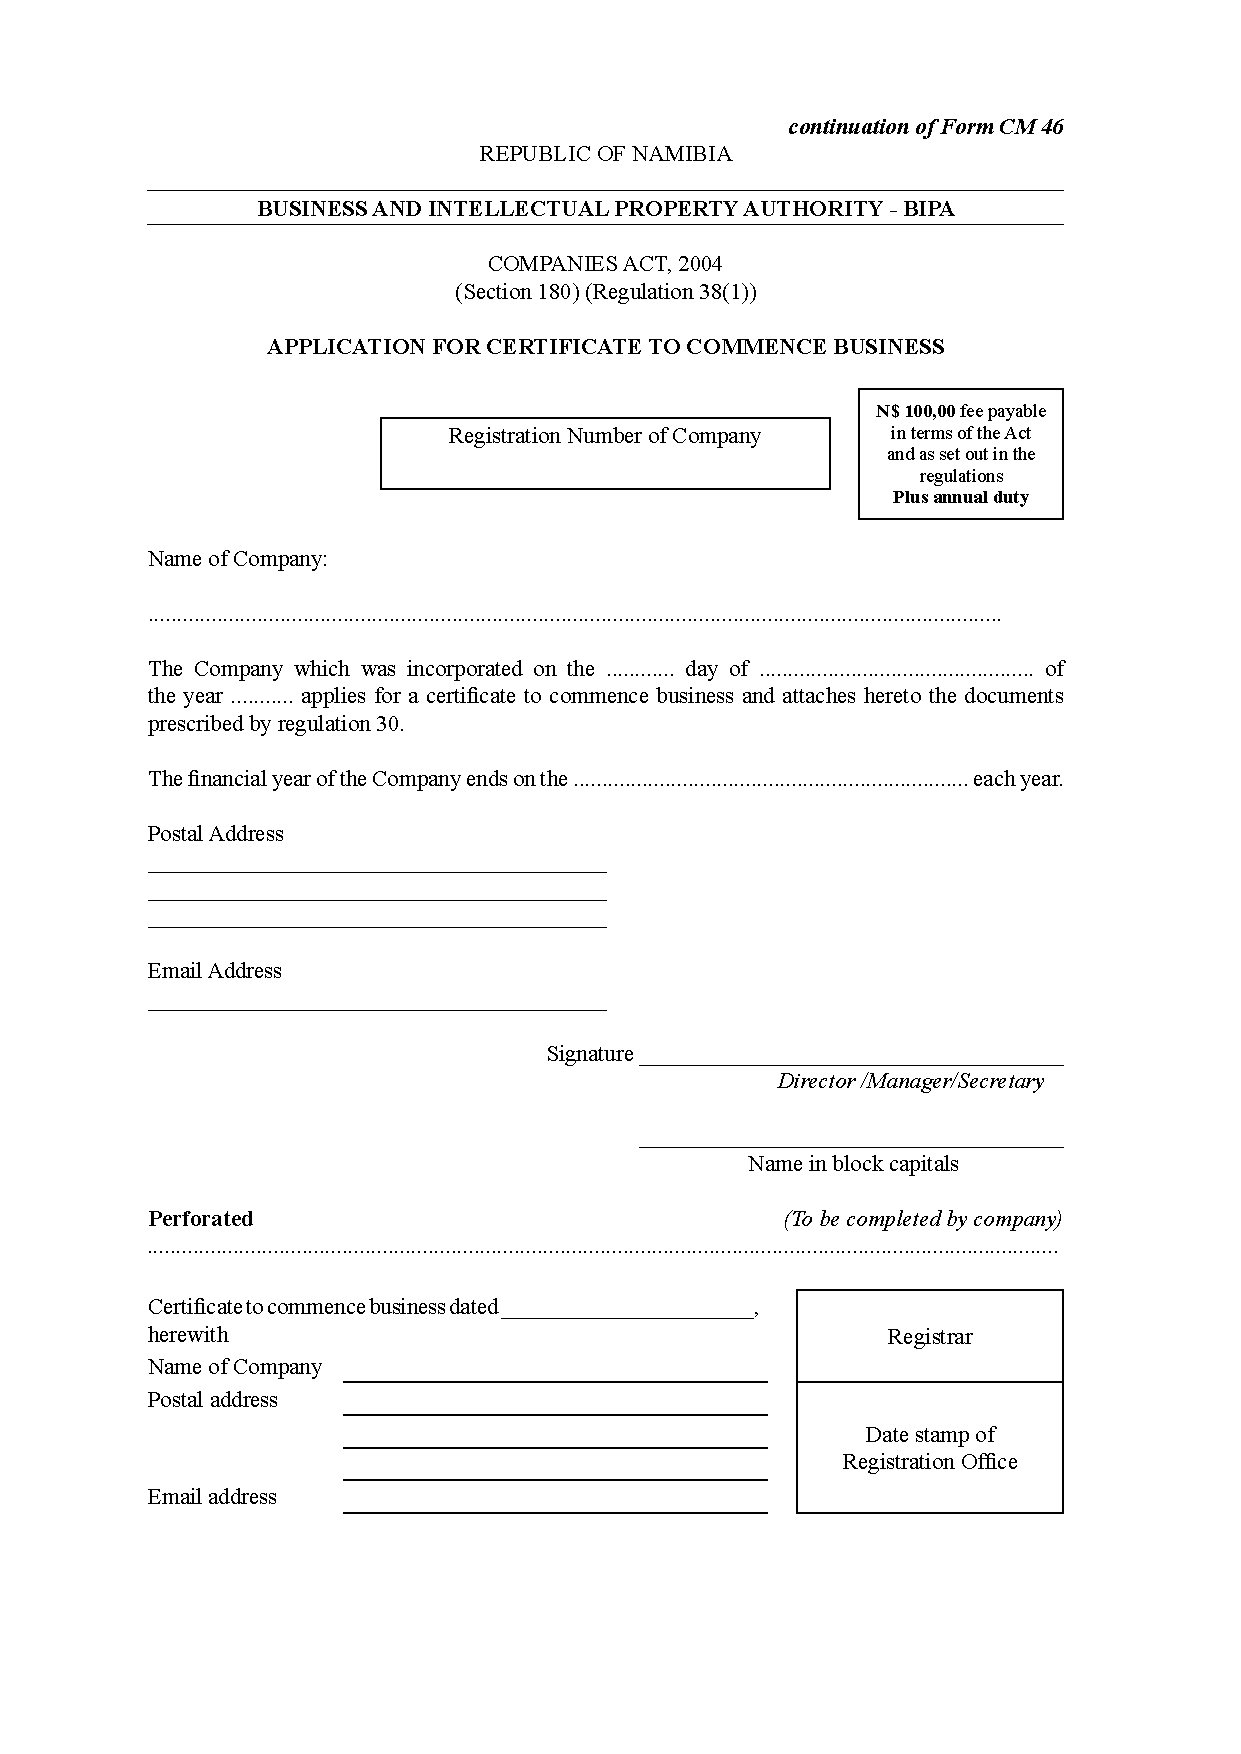 continuation of Form CM 46
REPUBLIC OF NAMIBIA
BUSINESS AND INTELLECTUAL PROPERTY AUTHORITY - BIPA
COMPANIES ACT, 2004
(Section 180) (Regulation 38(1))
APPLICATION FOR CERTIFICATE TO COMMENCE BUSINESS
Registration Number of Company
N$ 100,00 fee payable
in terms of the Act
and as set out in the
regulations
Plus annual duty
Name of Company:
.....................................................................................................................................................
The Company which was incorporated on the ............ day of ................................................ of
the year ........... applies for a certificate to commence business and attaches hereto the documents
prescribed by regulation 30.
The financial year of the Company ends on the ..................................................................... each year.
Postal Address
Email Address
Signature ______________________
Director /Manager/Secretary
Name in block capitals
Perforated (To be completed by company)
...............................................................................................................................................................
Certificate to commence business dated ______________________,
herewith
Name of Company
Postal address
Email address
Registrar
Date stamp of
Registration Office